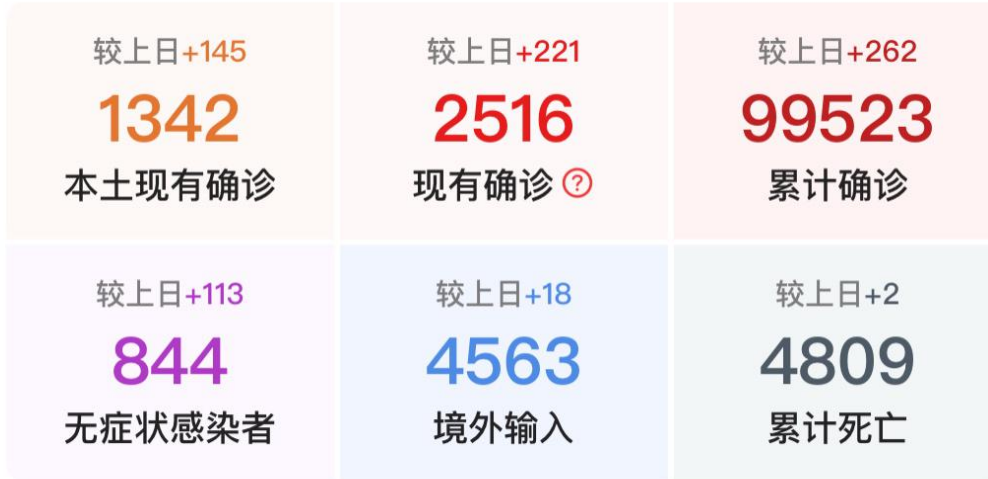 较上日+145
1342
本土现有确诊
较上日+221
2516
现有确诊 ?
较上日+262
99523
累计确诊
较上日+113
844
无症状感染者
较上日+18
4563
境外输入
较上日+2
4809
累计死亡